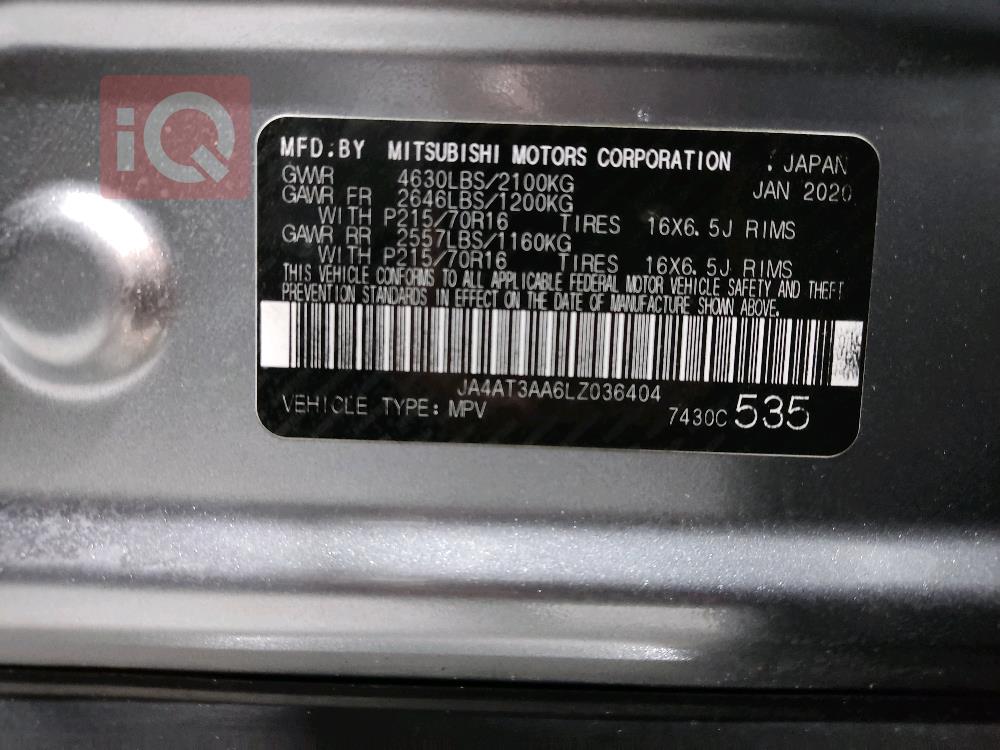 iQ
MFD.BY MITSUBISHI MOTORS CORPORATION . JAPAN
GVWR 4630LBS/2100KG JAN 2020
GAWR FR 2646LBS/1200KG
WITH P215/70R16 TIRES 16X6.5J RIMS
GAWR RR 2557LBS/1160KG
WITH P215/70R16 TIRES 16X6.5J RIMS
THIS VEHICLE CONFORMS TO ALL APPLICABLE FEDERAL MOTOR VEHICLE SAFETY AND THEFT
PREVENTION STANDARDS IN EFFECT ON THE DATE OF MANUFACTURE SHOWN ABOVE.
JA4AT3AA6LZ036404
VEHICLE TYPE: MPV 7430C 535